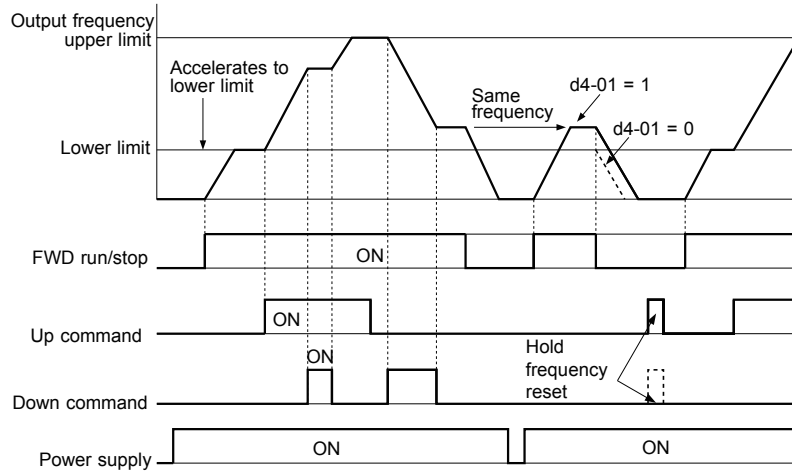 Output frequency
upper limit
Accelerates to
lower limit
d4-01 = 1
Same
frequency
d4-01 = 0
Lower limit
FWD run/stop
ON
Up command
ON
ON
Hold
frequency
reset
Down command
Power supply
ON
ON